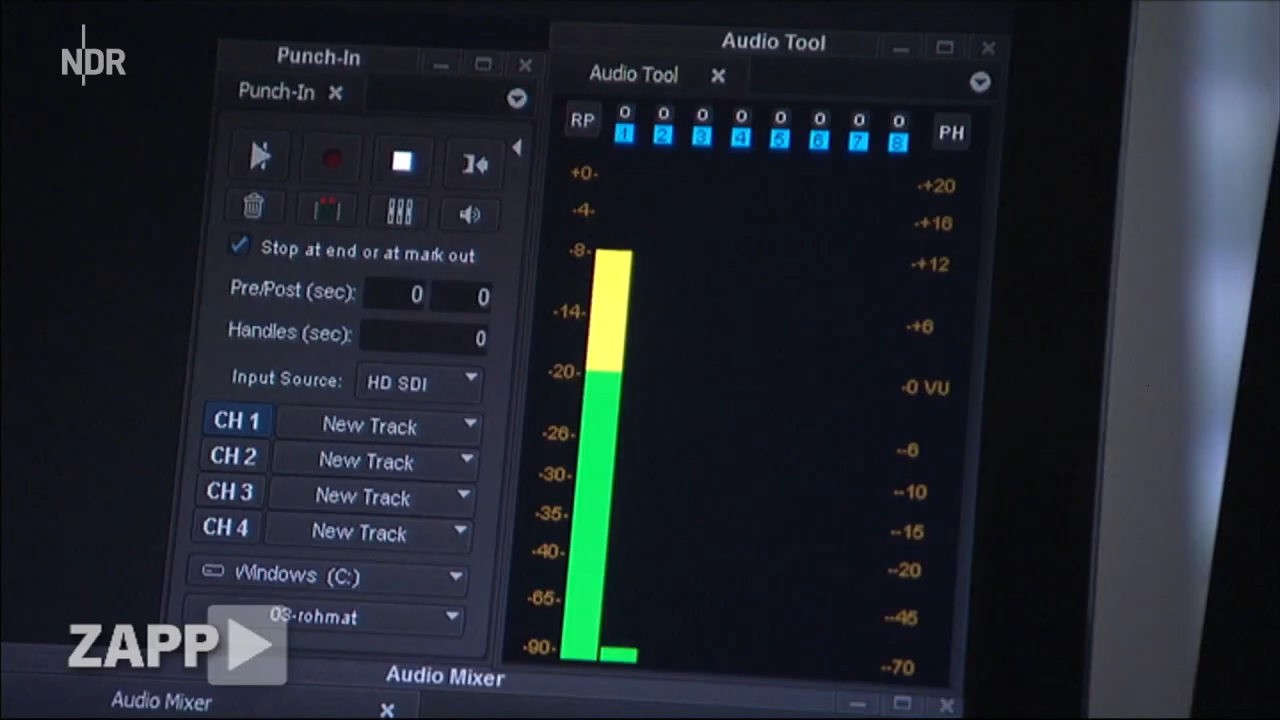 NDR
Punch-In
Punch-In
Stop at end or at mark out
Pre/Post (sec): 0 0
Handles (sec): 0
Input Source: HD SDI
CH 1 New Track
CH 2 New Track
CH 3 New Track
CH 4 New Track
Windows (C:)
03-rohmat
Audio Tool
Audio Tool
RP 0 0 0 0 0 0 0 0 PH
1 2 3 4 5 6 7 8
+0- -+20
-4- -+16
-8- -+12
-14- -+6
-20- -0 VU
-26- --6
-30- --10
-35- --15
-40- --20
-65- --45
-90- --70
Audio Mixer
Audio Mixer
ZAPP